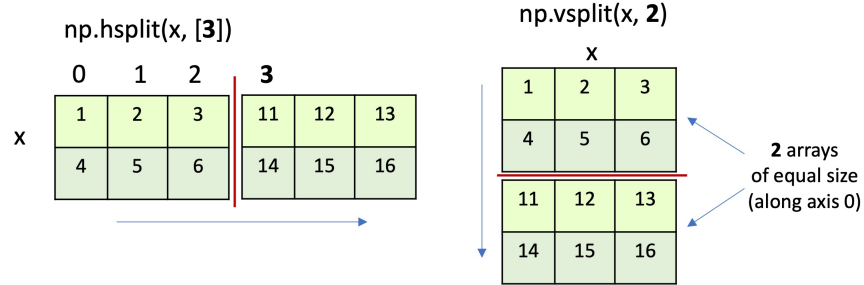 np.hsplit(x, [3])
0 1 2 3
x
1 2 3 11 12 13
4 5 6 14 15 16
np.vsplit(x, 2)
x
1 2 3
4 5 6
11 12 13
14 15 16
2 arrays
of equal size
(along axis 0)